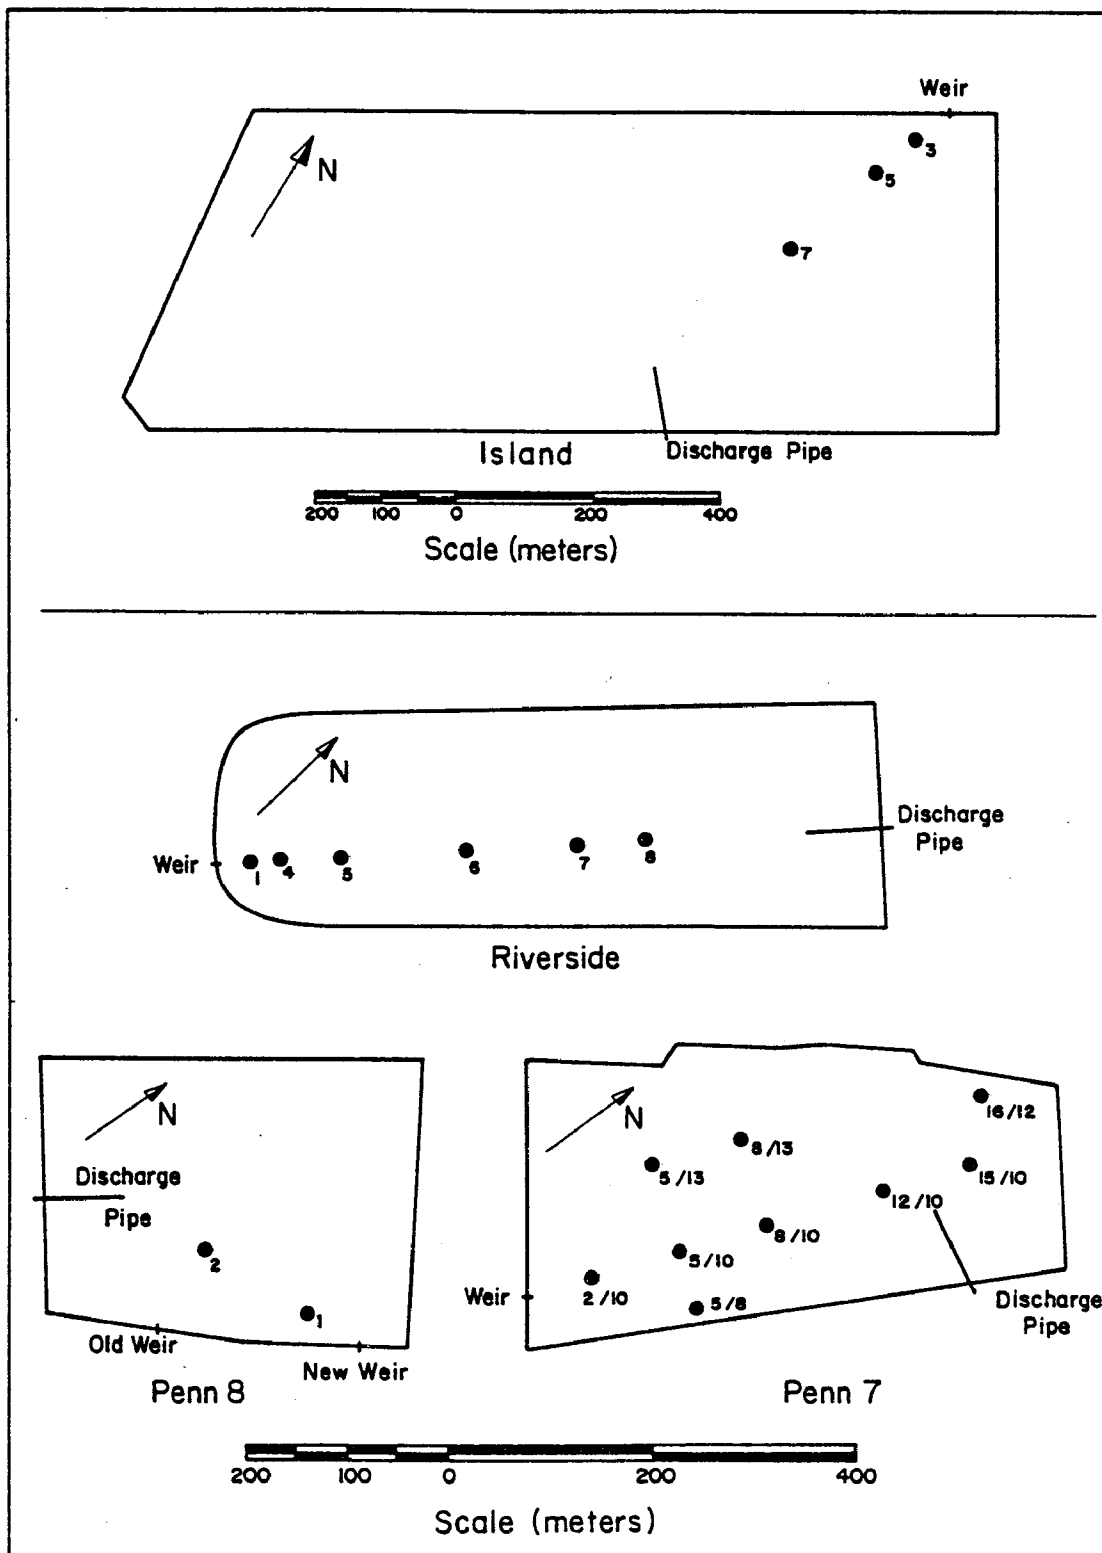 Weir
N
3
5
7
Island
Discharge Pipe
200 100 0 200 400
Scale (meters)
N
Discharge
Pipe
Weir
1 4 5 6 7 8
Riverside
N
Discharge
Pipe
2
1
Old Weir
New Weir
Penn 8
N
16/12
8/13
5/13
15/10
12/10
8/10
5/10
2/10
Weir
5/8
Discharge
Pipe
Penn 7
200 100 0 200 400
Scale (meters)